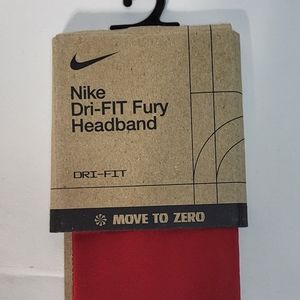 Nike
Dri-FIT Fury
Headband
DRI-FIT
MOVE TO ZERO